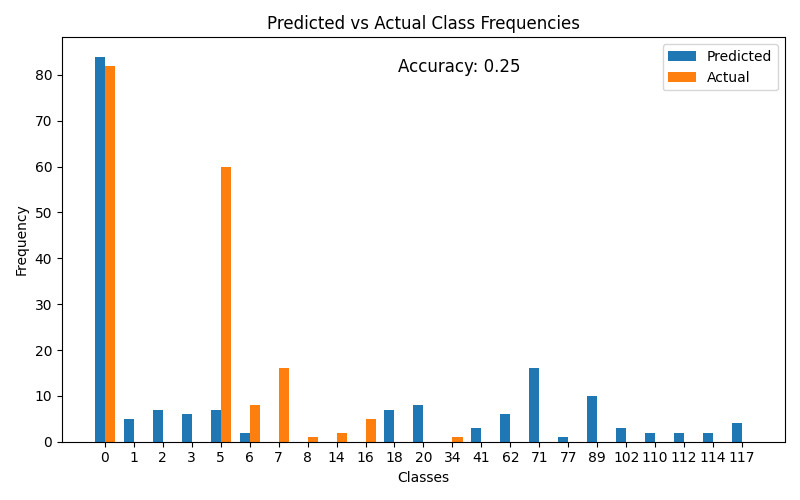 Predicted vs Actual Class Frequencies
Accuracy: 0.25
Predicted
Actual
Frequency
80
70
60
50
40
30
20
10
0
0 1 2 3 5 6 7 8 14 16 18 20 34 41 62 71 77 89 102 110 112 114 117
Classes